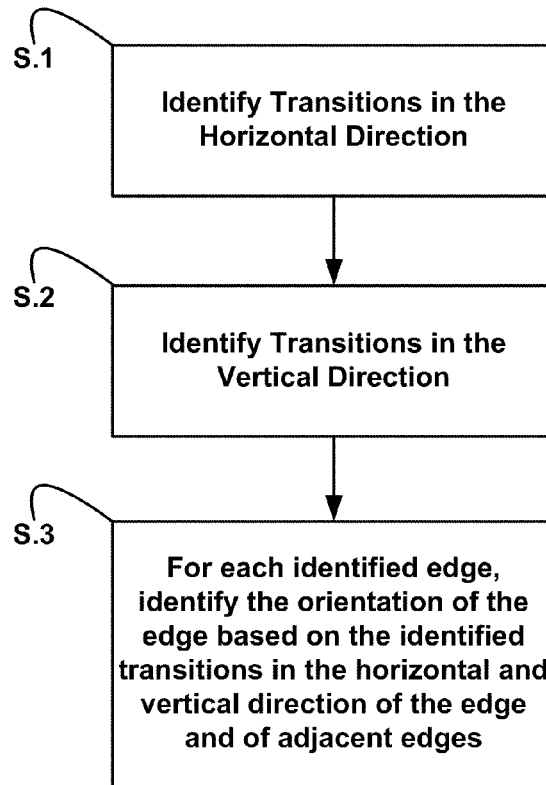 S.1
Identify Transitions in the
Horizontal Direction
S.2
Identify Transitions in the
Vertical Direction
S.3
For each identified edge,
identify the orientation of the
edge based on the identified
transitions in the horizontal and
vertical direction of the edge
and of adjacent edges